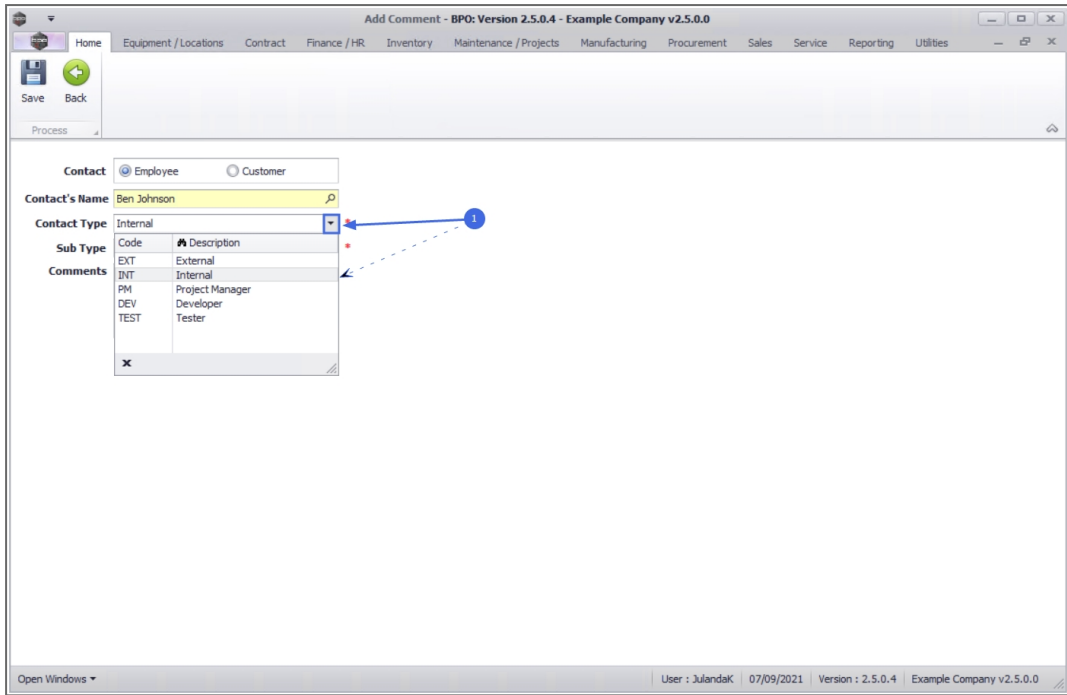 Add Comment - BPO: Version 2.5.0.4 - Example Company v2.5.0.0
Home Equipment / Locations Contract Finance / HR Inventory Maintenance / Projects Manufacturing Procurement Sales Service Reporting Utilities
Save Back
Process
Contact Employee Customer
Contact's Name Ben Johnson
Contact Type Internal *
1
Sub Type Code Description *
EXT External
Comments INT Internal
PM Project Manager
DEV Developer
TEST Tester
Open Windows User : JulandaK 07/09/2021 Version : 2.5.0.4 Example Company v2.5.0.0